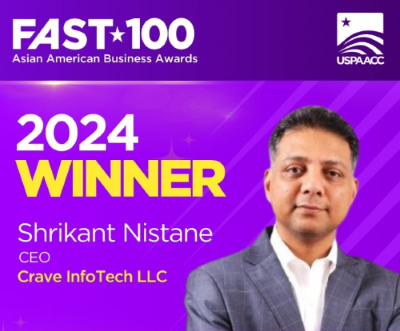 FAST★100
Asian American Business Awards
USPAACC
2024
WINNER
Shrikant Nistane
CEO
Crave InfoTech LLC